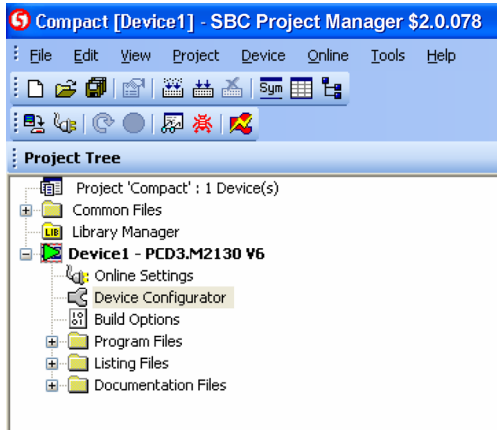 Compact [Device1] - SBC Project Manager $2.0.078
File Edit View Project Device Online Tools Help
Sym
Project Tree
Project 'Compact' : 1 Device(s)
Common Files
LIB Library Manager
Device1 - PCD3.M2130 V6
Online Settings
Device Configurator
Build Options
Program Files
Listing Files
Documentation Files